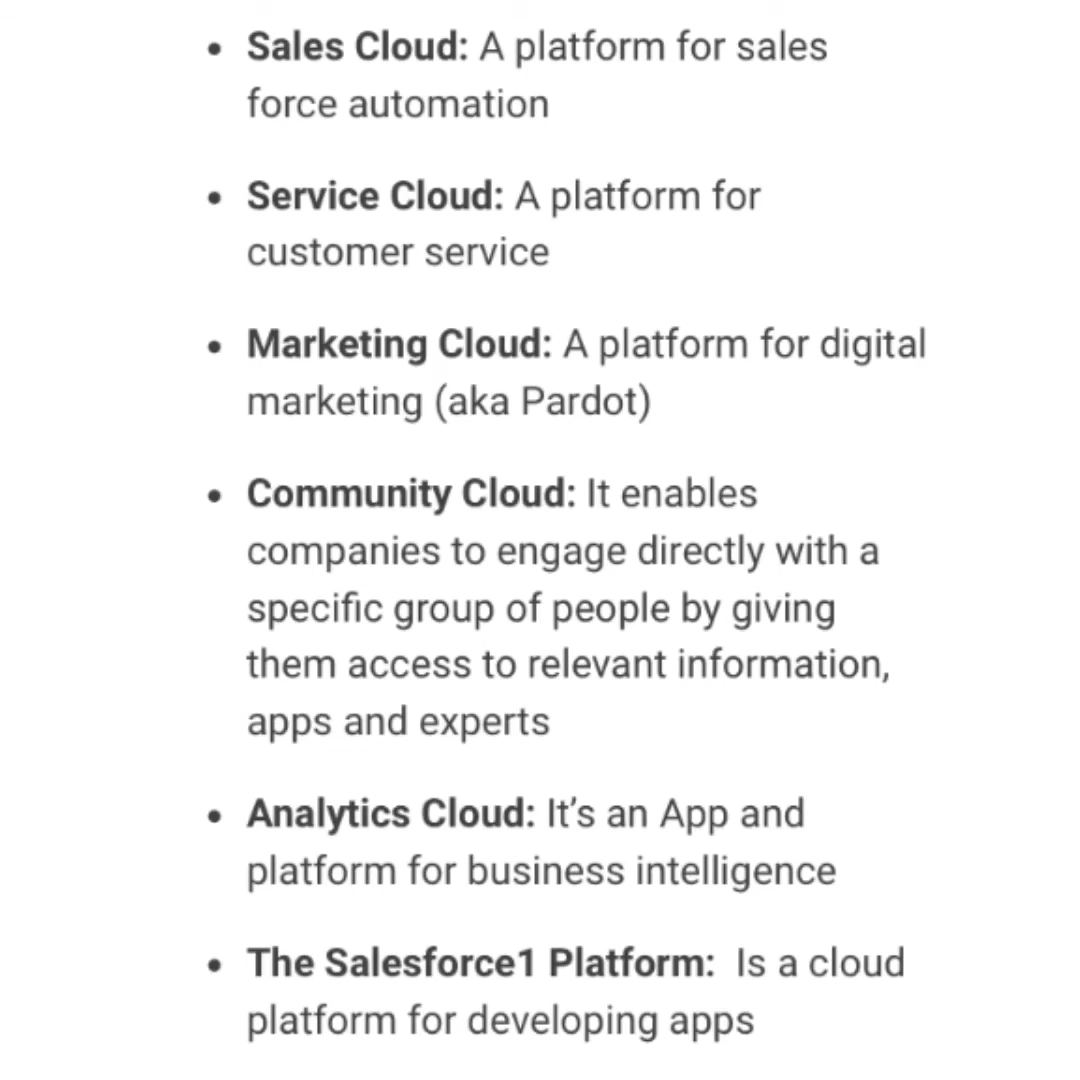 • Sales Cloud: A platform for sales
force automation
• Service Cloud: A platform for
customer service
• Marketing Cloud: A platform for digital
marketing (aka Pardot)
• Community Cloud: It enables
companies to engage directly with a
specific group of people by giving
them access to relevant information,
apps and experts
• Analytics Cloud: It’s an App and
platform for business intelligence
• The Salesforce1 Platform:  Is a cloud
platform for developing apps